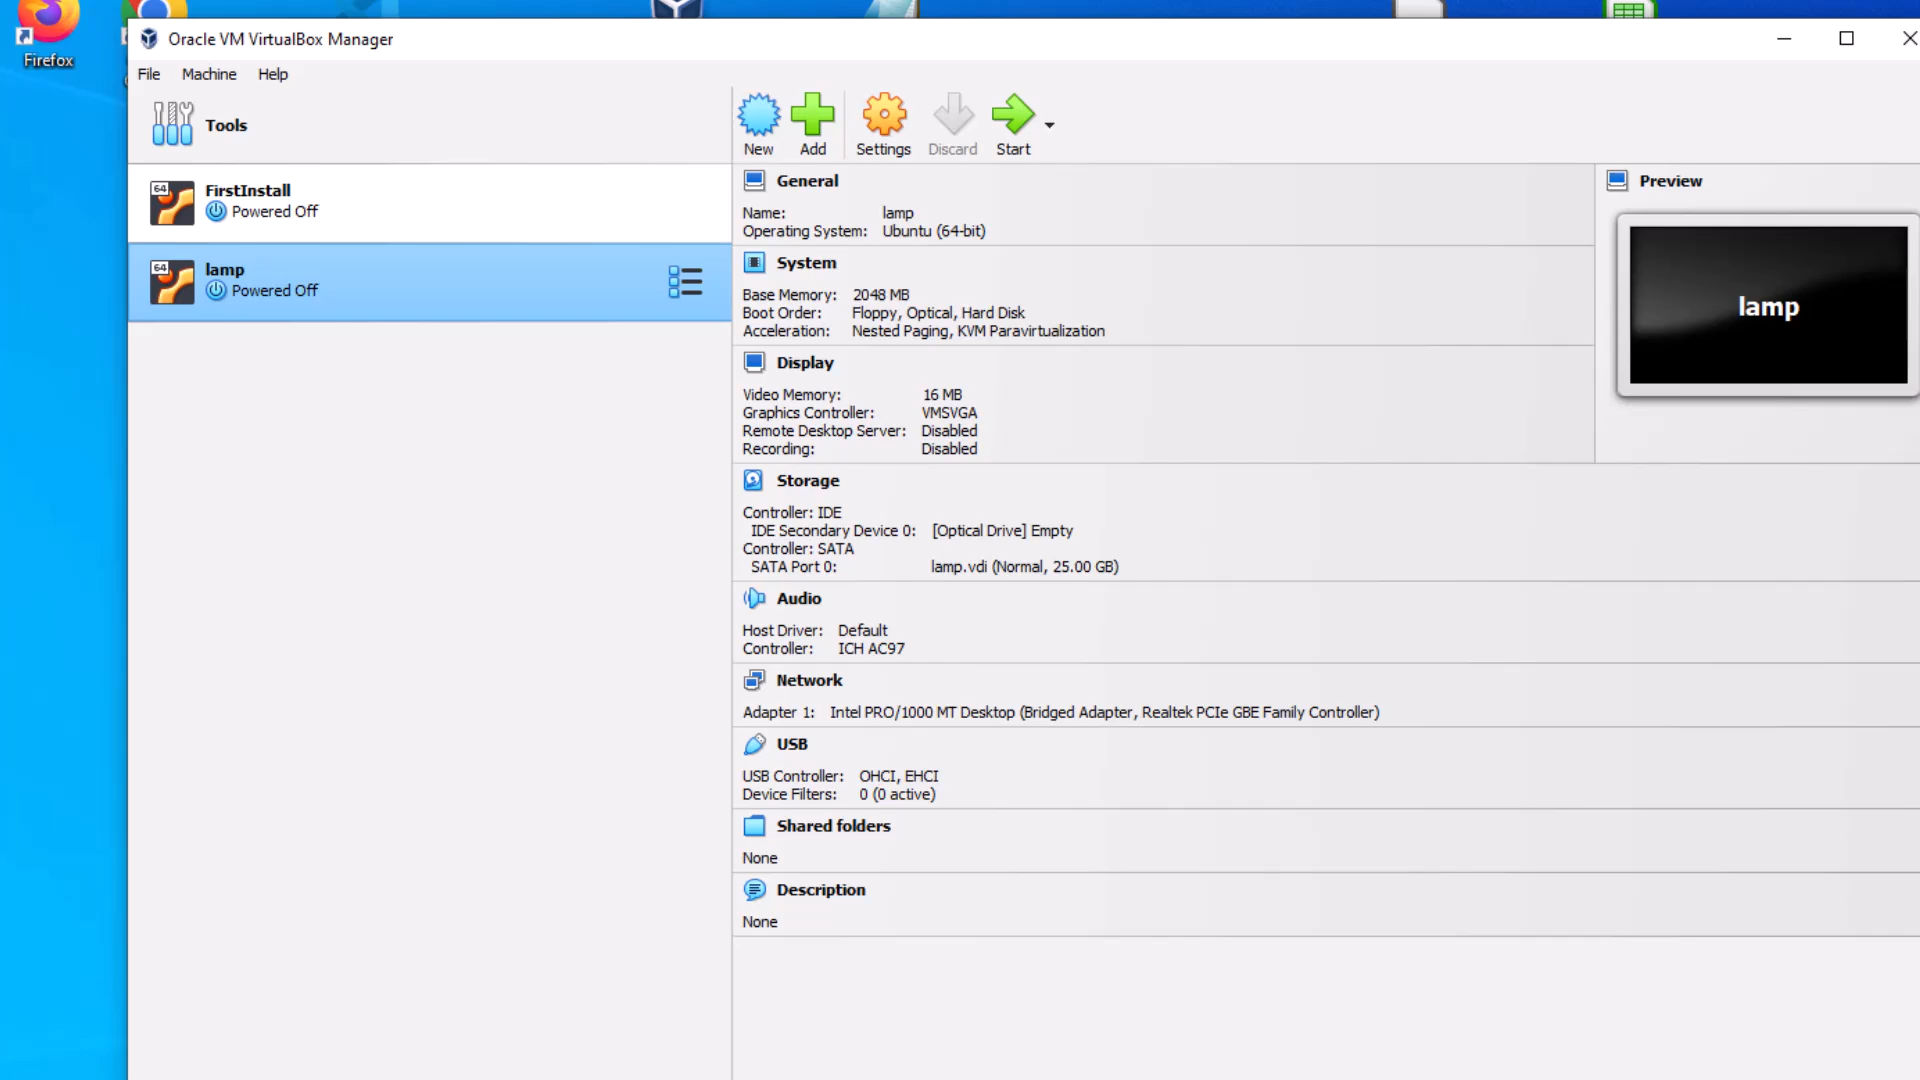 Firefox
Oracle VM VirtualBox Manager
File Machine Help
Tools
New Add Settings Discard Start
64
FirstInstall
Powered Off
64
lamp
Powered Off
General
Name: lamp
Operating System: Ubuntu (64-bit)
System
Base Memory: 2048 MB
Boot Order: Floppy, Optical, Hard Disk
Acceleration: Nested Paging, KVM Paravirtualization
Display
Video Memory: 16 MB
Graphics Controller: VMSVGA
Remote Desktop Server: Disabled
Recording: Disabled
Storage
Controller: IDE
IDE Secondary Device 0: [Optical Drive] Empty
Controller: SATA
SATA Port 0: lamp.vdi (Normal, 25.00 GB)
Audio
Host Driver: Default
Controller: ICH AC97
Network
Adapter 1: Intel PRO/1000 MT Desktop (Bridged Adapter, Realtek PCIe GBE Family Controller)
USB
USB Controller: OHCI, EHCI
Device Filters: 0 (0 active)
Shared folders
None
Description
None
Preview
lamp